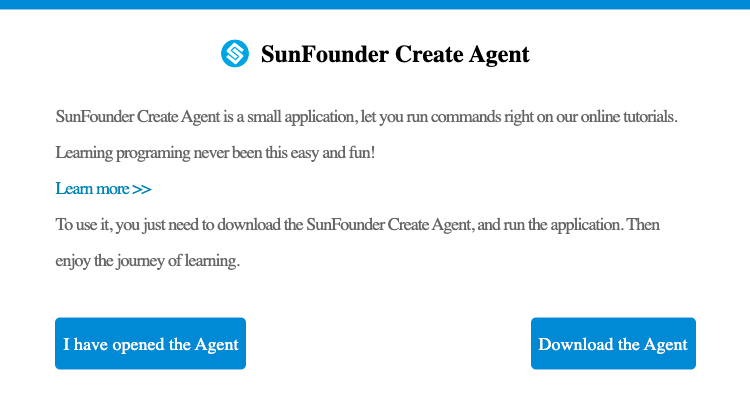 SunFounder Create Agent
SunFounder Create Agent is a small application, let you run commands right on our online tutorials.
Learning programing never been this easy and fun!
Learn more >>
To use it, you just need to download the SunFounder Create Agent, and run the application. Then
enjoy the journey of learning.
I have opened the Agent
Download the Agent